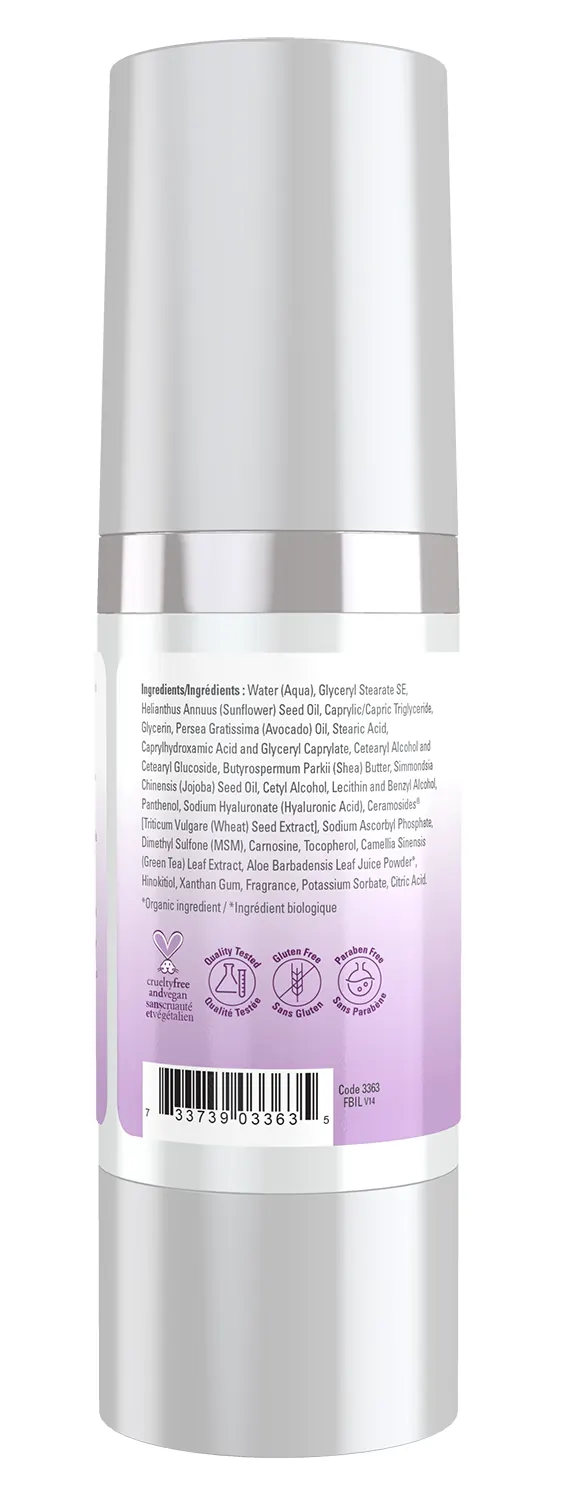 Ingredients/Ingrédients : Water (Aqua), Glyceryl Stearate SE,
Helianthus Annuus (Sunflower) Seed Oil, Caprylic/Capric Triglyceride,
Glycerin, Persea Gratissima (Avocado) Oil, Stearic Acid,
Caprylhydroxamic Acid and Glyceryl Caprylate, Cetearyl Alcohol and
Cetearyl Glucoside, Butyrospermum Parkii (Shea) Butter, Simmondsia
Chinensis (Jojoba) Seed Oil, Cetyl Alcohol, Lecithin and Benzyl Alcohol,
Panthenol, Sodium Hyaluronate (Hyaluronic Acid), Ceramosides®
[Triticum Vulgare (Wheat) Seed Extract], Sodium Ascorbyl Phosphate,
Dimethyl Sulfone (MSM), Carnosine, Tocopherol, Camellia Sinensis
(Green Tea) Leaf Extract, Aloe Barbadensis Leaf Juice Powder*,
Hinokitiol, Xanthan Gum, Fragrance, Potassium Sorbate, Citric Acid.
*Organic ingredient / *Ingrédient biologique
crueltyfree
andvegan
sanscruauté
etvégétalien
Quality Tested
Qualité Testée
Gluten Free
Sans Gluten
Paraben Free
Sans Parabène
7 33739 03363 5
Code 3363
FBIL V14